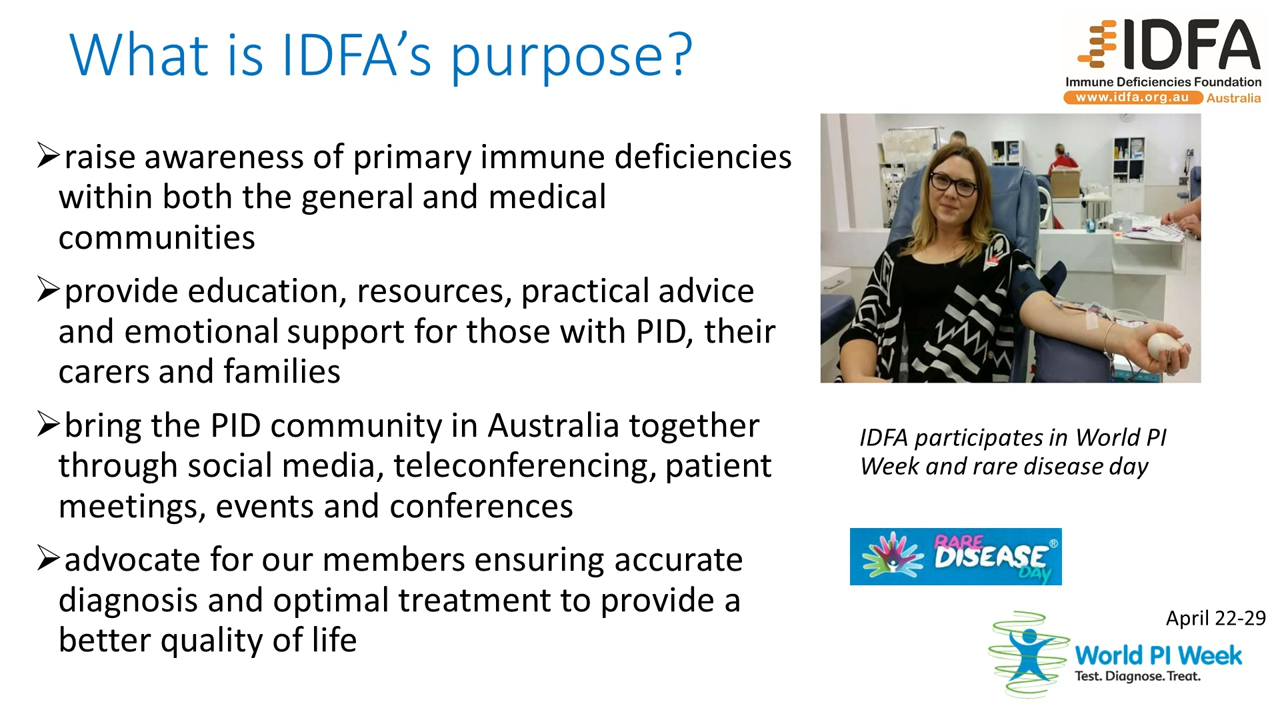 What is IDFA’s purpose?
IDFA
Immune Deficiencies Foundation
www.idfa.org.au Australia
➢raise awareness of primary immune deficiencies
within both the general and medical
communities
➢provide education, resources, practical advice
and emotional support for those with PID, their
carers and families
➢bring the PID community in Australia together
through social media, teleconferencing, patient
meetings, events and conferences
➢advocate for our members ensuring accurate
diagnosis and optimal treatment to provide a
better quality of life
IDFA participates in World PI
Week and rare disease day
RARE
DISEASE®
DAY
April 22-29
World PI Week
Test. Diagnose. Treat.